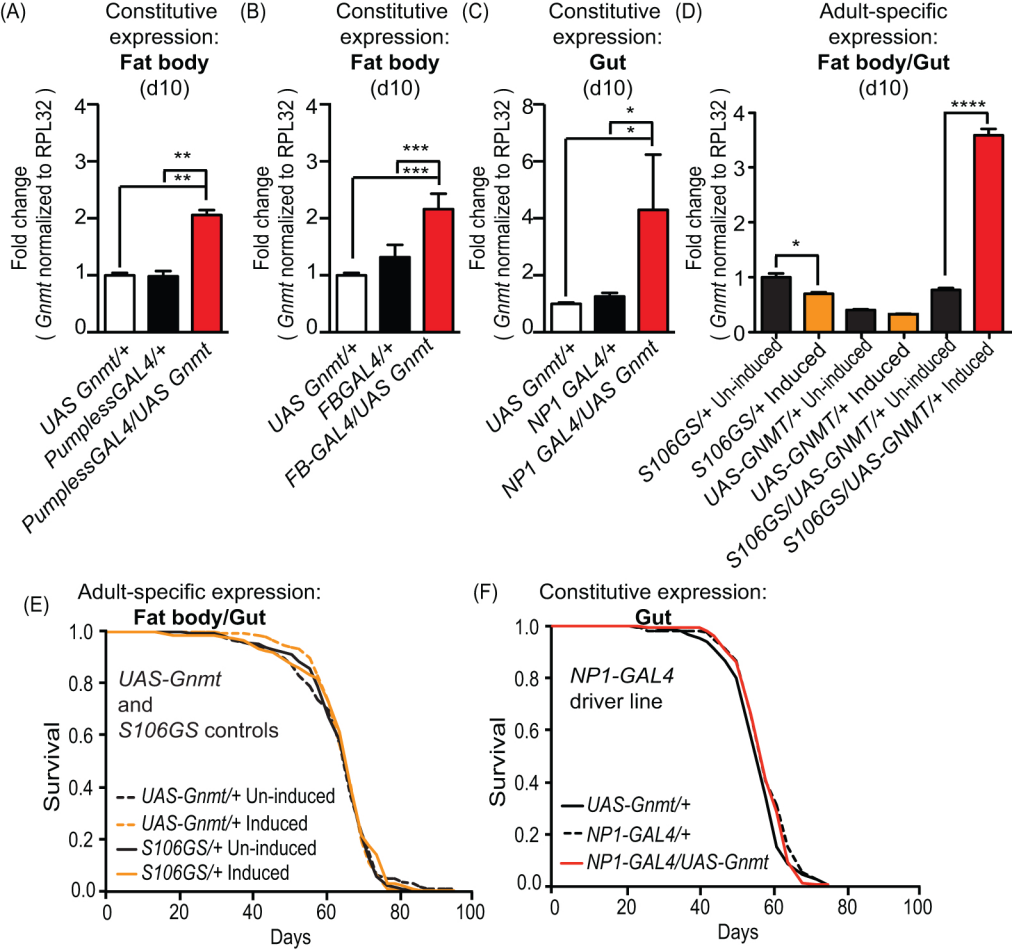 (A)
Constitutive
expression:
Fat body
(d10)
Fold change
( Gnmt normalized to RPL32 )
4
3
2
1
0
**
**
UAS Gnmt/+
PumplessGAL4/+
PumplessGAL4/UAS Gnmt
(B)
Constitutive
expression:
Fat body
(d10)
Fold change
( Gnmt normalized to RPL32 )
4
3
2
1
0
***
***
UAS Gnmt/+
FBGAL4/+
FB-GAL4/UAS Gnmt
(C)
Constitutive
expression:
Gut
(d10)
Fold change
( Gnmt normalized to RPL32 )
8
6
4
2
0
*
*
UAS Gnmt/+
NP1 GAL4/+
NP1 GAL4/UAS Gnmt
(D)
Adult-specific
expression:
Fat body/Gut
(d10)
Fold change
( Gnmt normalized to RPL32 )
4
3
2
1
0
*
****
S106GS/+ Un-induced
S106GS/+ Induced
UAS-GNMT/+ Un-induced
UAS-GNMT/+ Induced
S106GS/UAS-GNMT/+ Un-induced
S106GS/UAS-GNMT/+ Induced
(E)
Adult-specific expression:
Fat body/Gut
Survival
1.0
0.8
0.6
0.4
0.2
0.0
UAS-Gnmt
and
S106GS controls
UAS-Gnmt/+ Un-induced
UAS-Gnmt/+ Induced
S106GS/+ Un-induced
S106GS/+ Induced
0 20 40 60 80 100
Days
(F)
Constitutive expression:
Gut
Survival
1.0
0.8
0.6
0.4
0.2
0.0
NP1-GAL4
driver line
UAS-Gnmt/+
NP1-GAL4/+
NP1-GAL4/UAS-Gnmt
0 20 40 60 80 100
Days